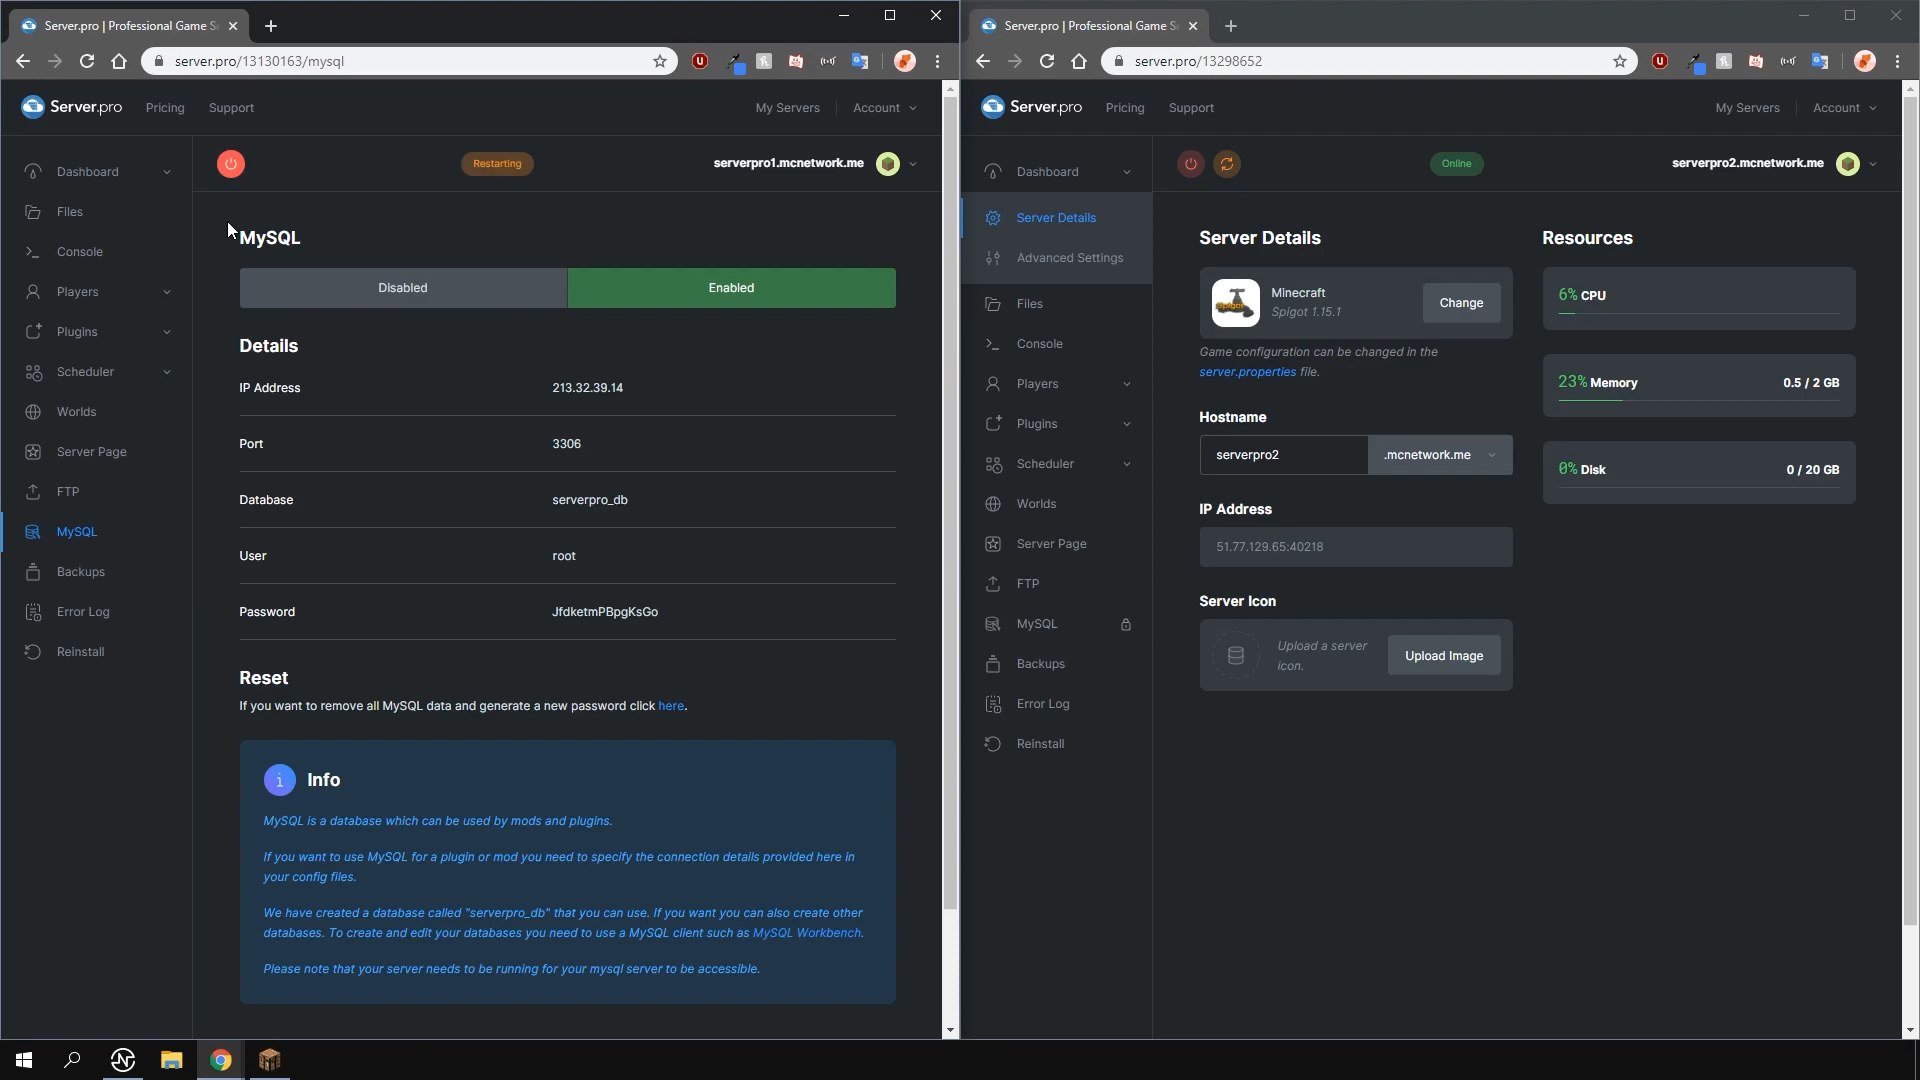 Server.pro | Professional Game S
server.pro/13130163/mysql
Server.pro
Pricing
Support
My Servers
Account
Dashboard
Files
Console
Players
Plugins
Scheduler
Worlds
Server Page
FTP
MySQL
Backups
Error Log
Reinstall
Restarting
serverpro1.mcnetwork.me
MySQL
Disabled
Enabled
Details
IP Address 213.32.39.14
Port 3306
Database serverpro_db
User root
Password JfdketmPBpgKsGo
Reset
If you want to remove all MySQL data and generate a new password click here.
Info
MySQL is a database which can be used by mods and plugins.
If you want to use MySQL for a plugin or mod you need to specify the connection details provided here in
your config files.
We have created a database called "serverpro_db" that you can use. If you want you can also create other
databases. To create and edit your databases you need to use a MySQL client such as MySQL Workbench.
Please note that your server needs to be running for your mysql server to be accessible.
Server.pro | Professional Game S
server.pro/13298652
Server.pro
Pricing
Support
My Servers
Account
Dashboard
Server Details
Advanced Settings
Files
Console
Players
Plugins
Scheduler
Worlds
Server Page
FTP
MySQL
Backups
Error Log
Reinstall
Online
serverpro2.mcnetwork.me
Server Details
Spigot
Minecraft
Spigot 1.15.1
Change
Game configuration can be changed in the
server.properties file.
Hostname
serverpro2
.mcnetwork.me
IP Address
51.77.129.65:40218
Server Icon
Upload a server
icon.
Upload Image
Resources
6% CPU
23% Memory 0.5 / 2 GB
0% Disk 0 / 20 GB